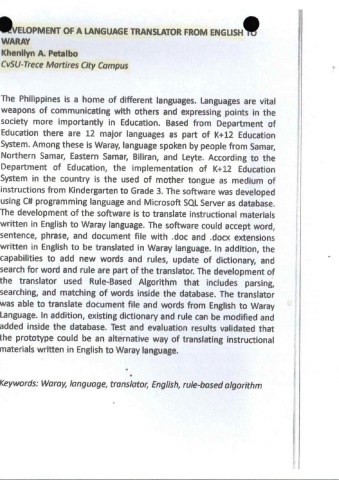 DEVELOPMENT OF A LANGUAGE TRANSLATOR FROM ENGLISH TO
WARAY
Khenilyn A. Petalbo
CvSU-Trece Martires City Campus
The Philippines is a home of different languages. Languages are vital
weapons of communicating with others and expressing points in the
society more importantly in Education. Based from Department of
Education there are 12 major languages as part of K+12 Education
System. Among these is Waray, language spoken by people from Samar,
Northern Samar, Eastern Samar, Biliran, and Leyte. According to the
Department of Education, the implementation of K+12 Education
System in the country is the used of mother tongue as medium of
instructions from Kindergarten to Grade 3. The software was developed
using C# programming language and Microsoft SQL Server as database.
The development of the software is to translate instructional materials
written in English to Waray language. The software could accept word,
sentence, phrase, and document file with .doc and .docx extensions
written in English to be translated in Waray language. In addition, the
capabilities to add new words and rules, update of dictionary, and
search for word and rule are part of the translator. The development of
the translator used Rule-Based Algorithm that includes parsing,
searching, and matching of words inside the database. The translator
was able to translate document file and words from English to Waray
Language. In addition, existing dictionary and rule can be modified and
added inside the database. Test and evaluation results validated that
the prototype could be an alternative way of translating instructional
materials written in English to Waray language.
Keywords: Waray, language, translator, English, rule-based algorithm